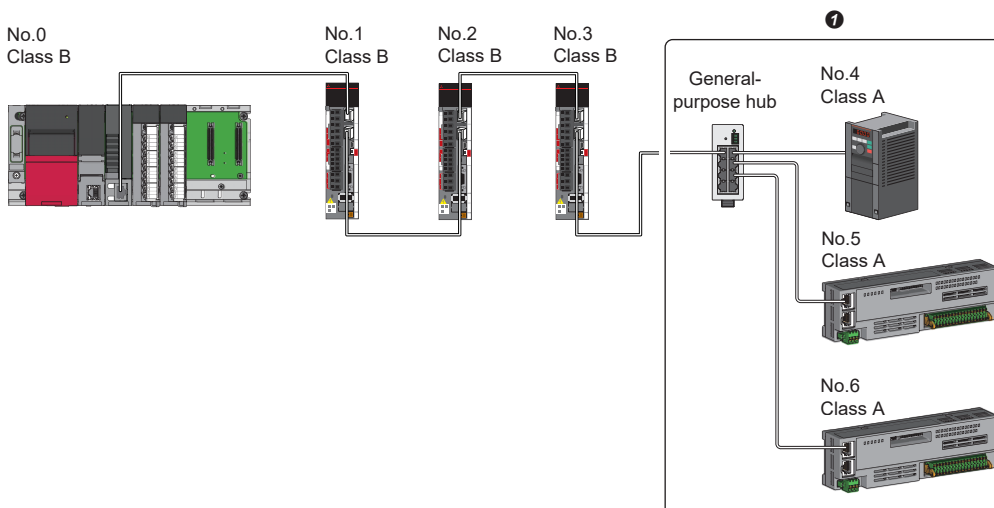 No.0
Class B
No.1
Class B
No.2
Class B
No.3
Class B
❶
General-
purpose hub
No.4
Class A
No.5
Class A
No.6
Class A